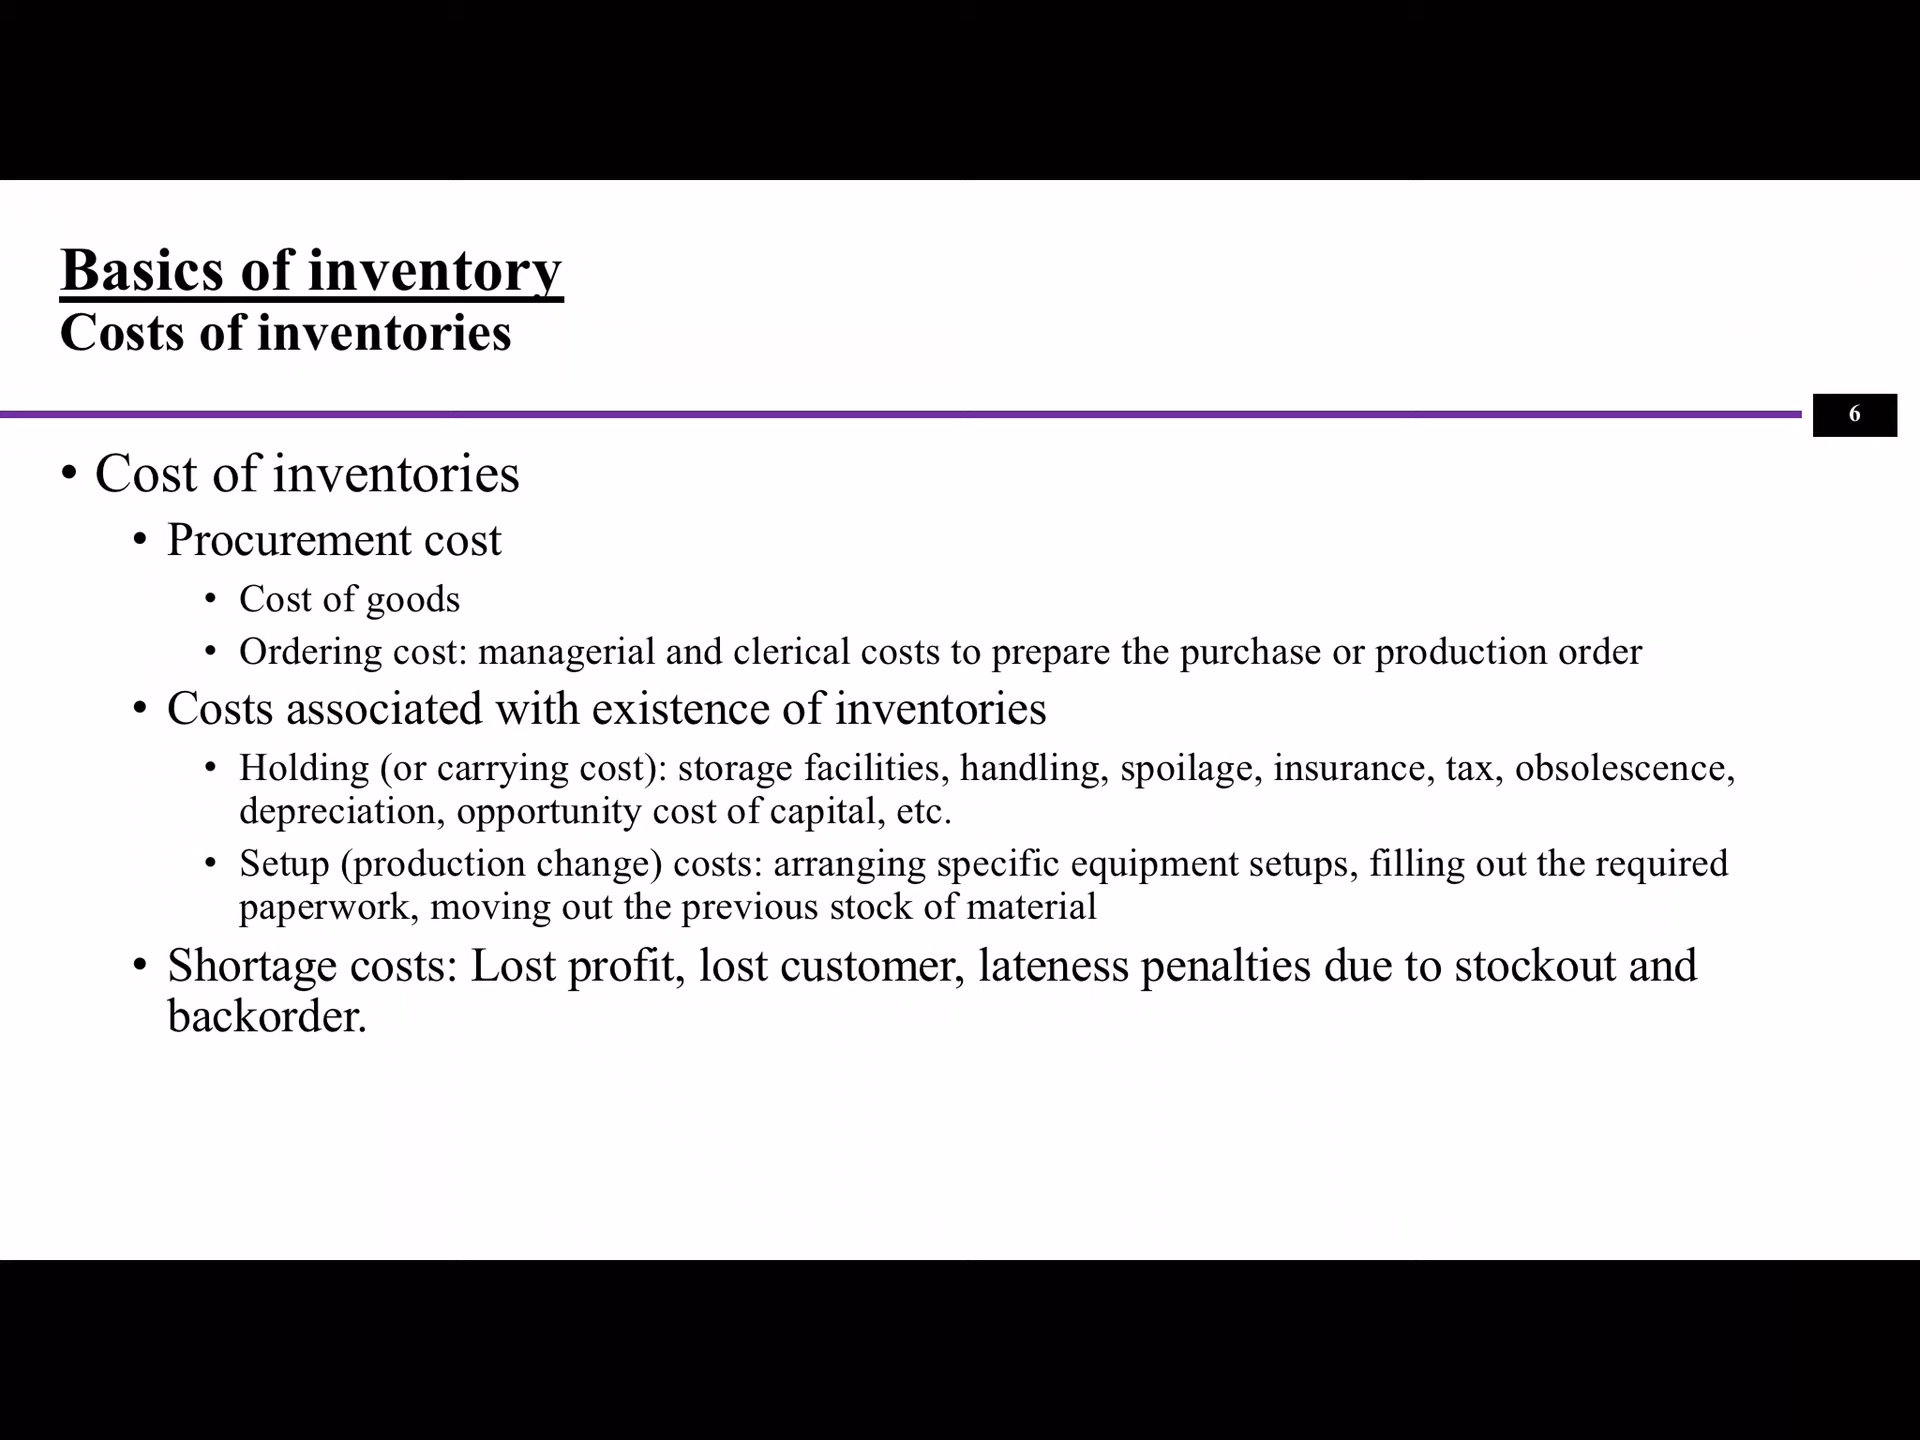 Basics of inventory
Costs of inventories
6
• Cost of inventories
• Procurement cost
• Cost of goods
• Ordering cost: managerial and clerical costs to prepare the purchase or production order
• Costs associated with existence of inventories
• Holding (or carrying cost): storage facilities, handling, spoilage, insurance, tax, obsolescence,
depreciation, opportunity cost of capital, etc.
• Setup (production change) costs: arranging specific equipment setups, filling out the required
paperwork, moving out the previous stock of material
• Shortage costs: Lost profit, lost customer, lateness penalties due to stockout and
backorder.